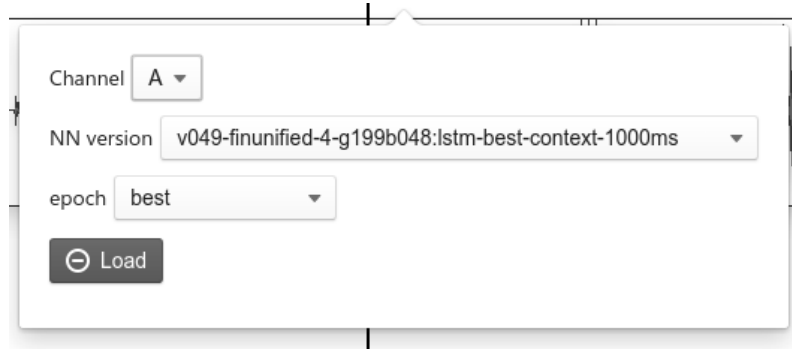 Channel A
NN version v049-finunified-4-g199b048:lstm-best-context-1000ms
epoch best
Load